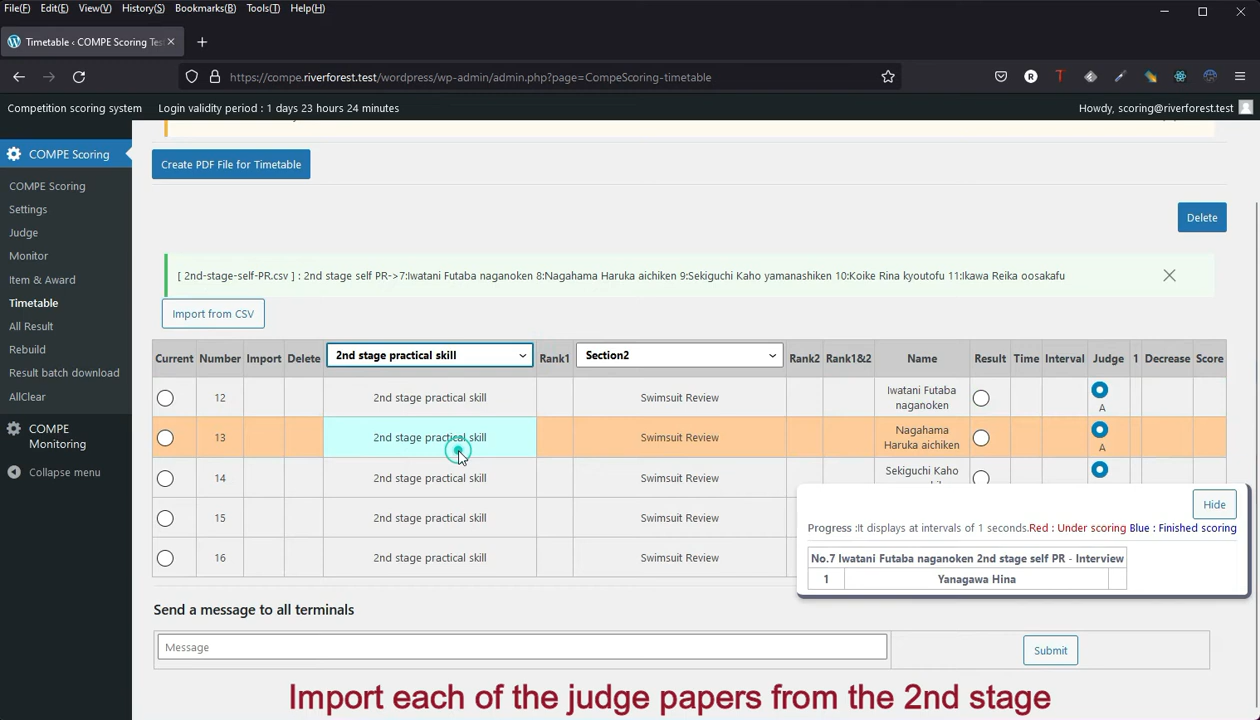 File(F) Edit(E) View(V) History(S) Bookmarks(B) Tools(T) Help(H)
Timetable ‹ COMPE Scoring Tes
https://compe.riverforest.test/wordpress/wp-admin/admin.php?page=CompeScoring-timetable
Competition scoring system Login validity period : 1 days 23 hours 24 minutes Howdy, scoring@riverforest.test
COMPE Scoring
COMPE Scoring
Settings
Judge
Monitor
Item & Award
Timetable
All Result
Rebuild
Result batch download
AllClear
COMPE
Monitoring
Collapse menu
Create PDF File for Timetable
Delete
[ 2nd-stage-self-PR.csv ] : 2nd stage self PR->7:Iwatani Futaba naganoken 8:Nagahama Haruka aichiken 9:Sekiguchi Kaho yamanashiken 10:Koike Rina kyoutofu 11:Ikawa Reika oosakafu
Import from CSV
Current Number Import Delete 2nd stage practical skill Rank1 Section2 Rank2 Rank1&2 Name Result Time Interval Judge 1 Decrease Score
12 2nd stage practical skill Swimsuit Review Iwatani Futaba naganoken A
13 2nd stage practical skill Swimsuit Review Nagahama Haruka aichiken A
14 2nd stage practical skill Swimsuit Review Sekiguchi Kaho
15 2nd stage practical skill Swimsuit Review
16 2nd stage practical skill Swimsuit Review
Hide
Progress :It displays at intervals of 1 seconds.Red : Under scoring Blue : Finished scoring
No.7 Iwatani Futaba naganoken 2nd stage self PR - Interview
1 Yanagawa Hina
Send a message to all terminals
Message
Submit
Import each of the judge papers from the 2nd stage